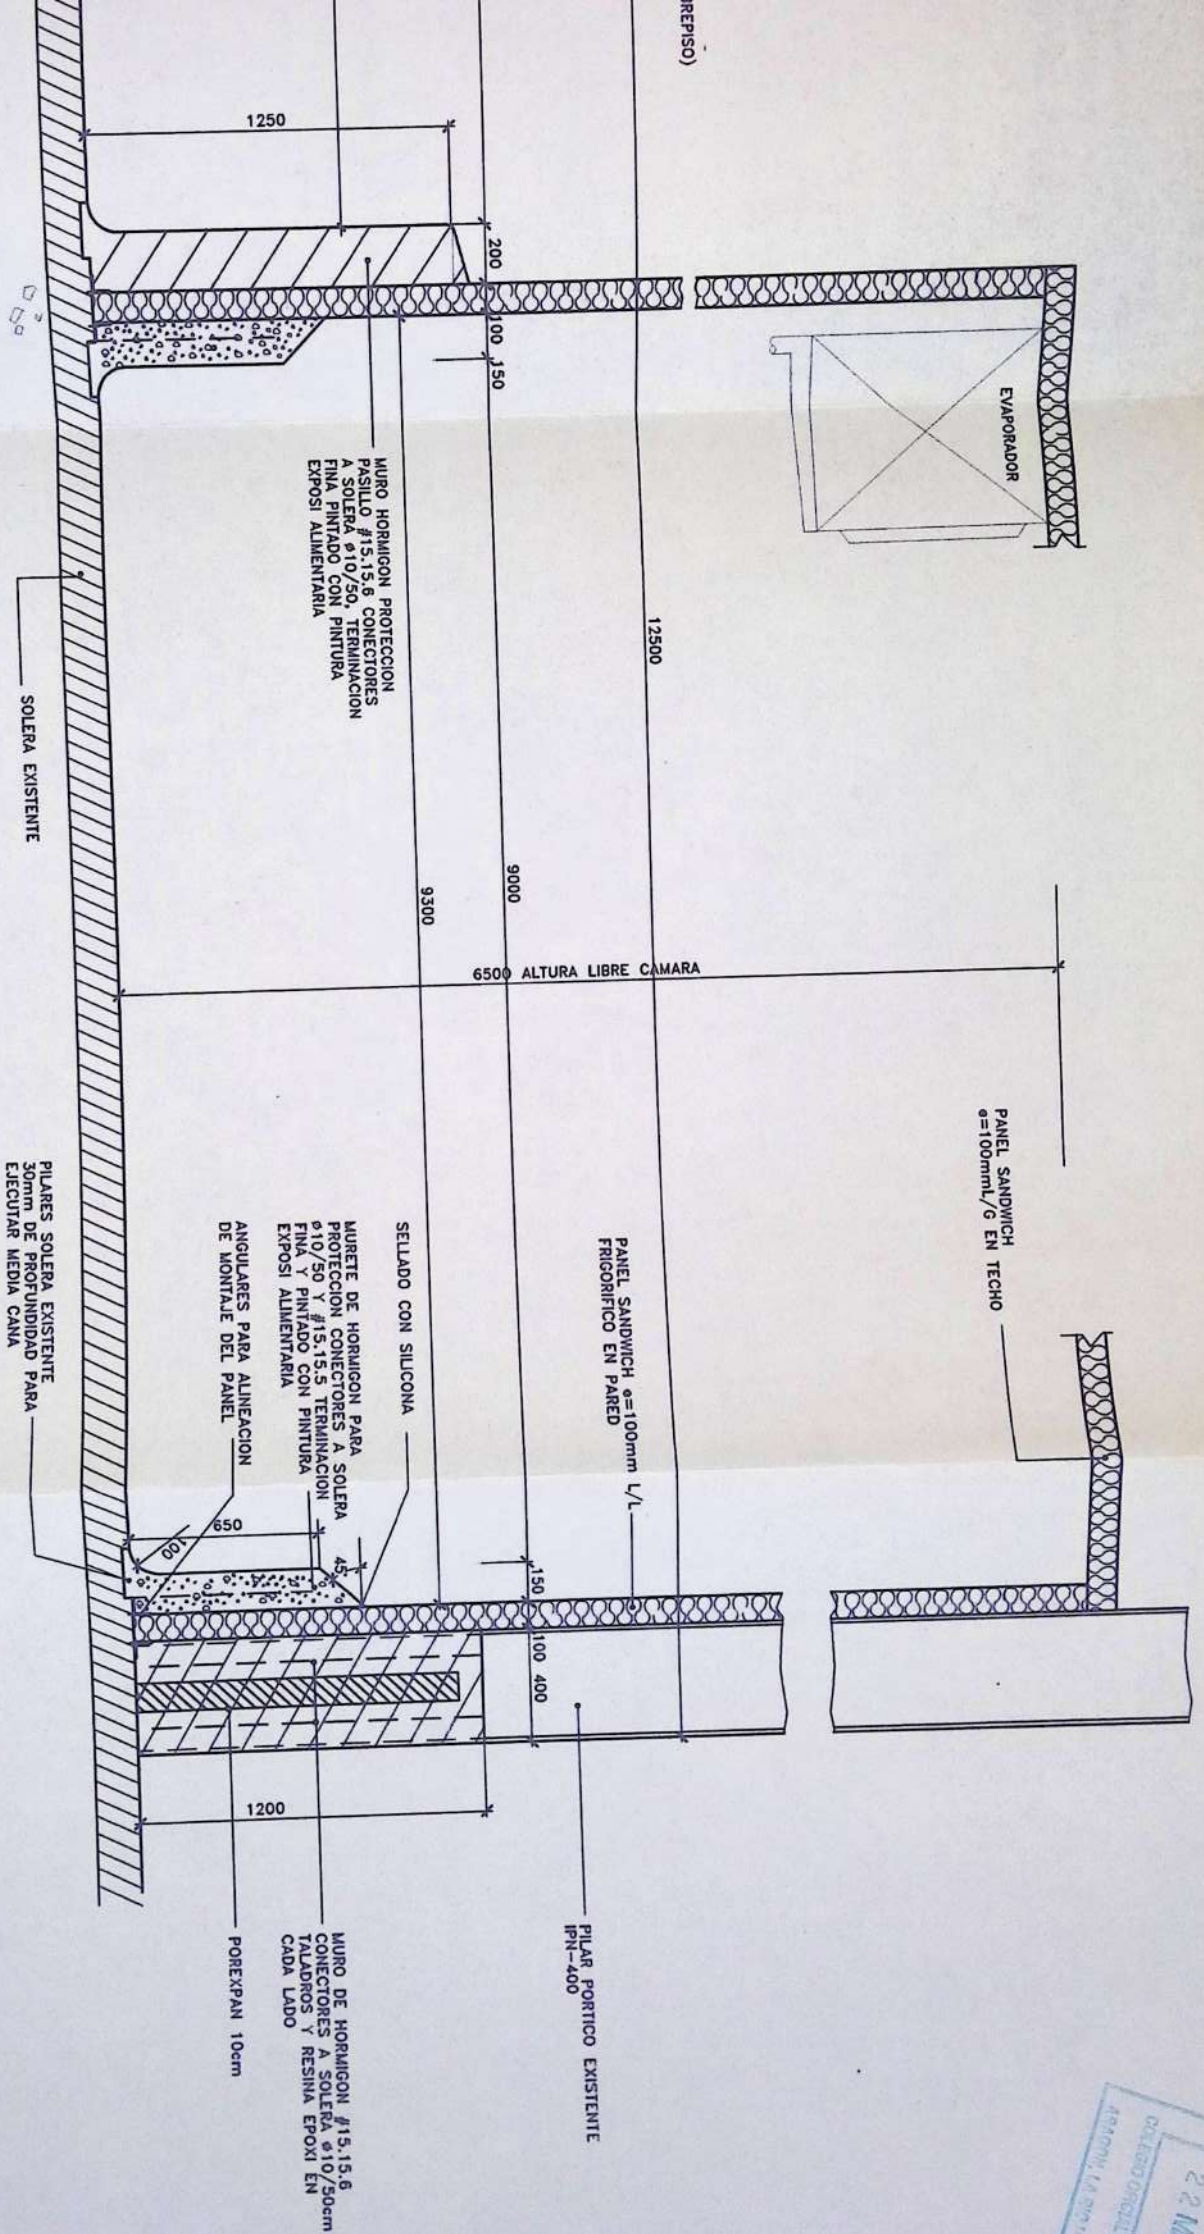 REPISO)
EVAPORADOR
PANEL SANDWICH
e=100mmL/G EN TECHO
1250
200
100
150
12500
9000
9300
6500 ALTURA LIBRE CAMARA
MURO HORMIGON PROTECCION
PASILLO #15.15.6 CONECTORES
A SOLERA ø10/50, TERMINACION
FINA PINTADO CON PINTURA
EXPOSI ALIMENTARIA
SOLERA EXISTENTE
PANEL SANDWICH e=100mm L/L
FRIGORIFICO EN PARED
SELLADO CON SILICONA
MURETE DE HORMIGON PARA
PROTECCION CONECTORES A SOLERA
ø10/50 Y #15.15.5 TERMINACION
FINA Y PINTADO CON PINTURA
EXPOSI ALIMENTARIA
ANGULARES PARA ALINEACION
DE MONTAJE DEL PANEL
PILARES SOLERA EXISTENTE
30mm DE PROFUNDIDAD PARA
EJECUTAR MEDIA CANA
650
100
45
150
100
400
1200
PILAR PORTICO EXISTENTE
IPN-400
MURO DE HORMIGON #15.15.6
CONECTORES A SOLERA ø10/50cm
TALADROS Y RESINA EPOXI EN
CADA LADO
POREXPAN 10cm
22
COLEGIO
ARAGON, LA